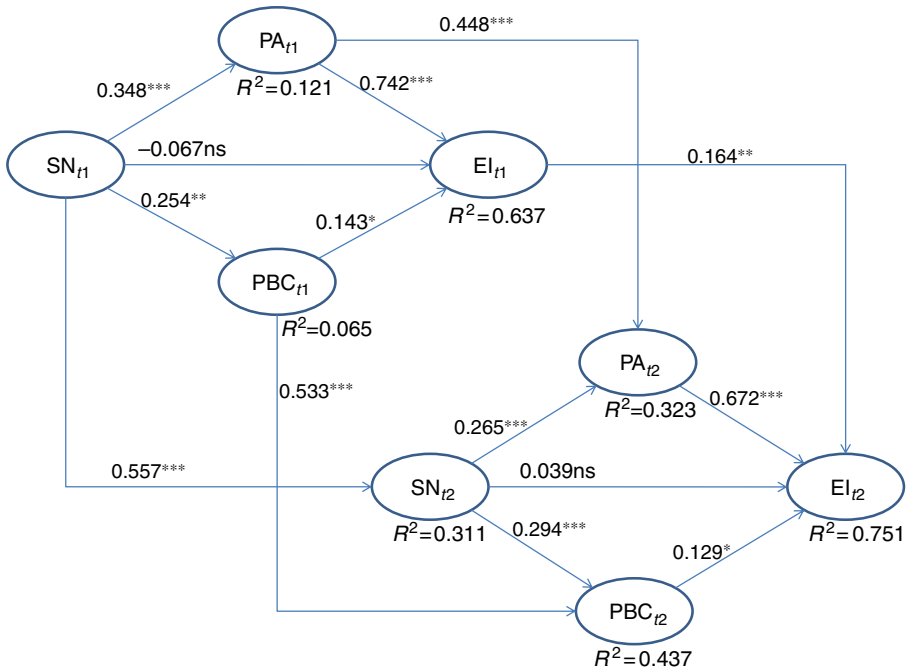 PAt1
0.448***
R²=0.121
0.348***
0.742***
SNt1
−0.067ns
EIt1
0.164**
R²=0.637
0.254**
0.143*
PBCt1
R²=0.065
PAt2
R²=0.323
0.533***
0.672***
0.265***
0.557***
SNt2
0.039ns
EIt2
R²=0.311
R²=0.751
0.294***
0.129*
PBCt2
R²=0.437